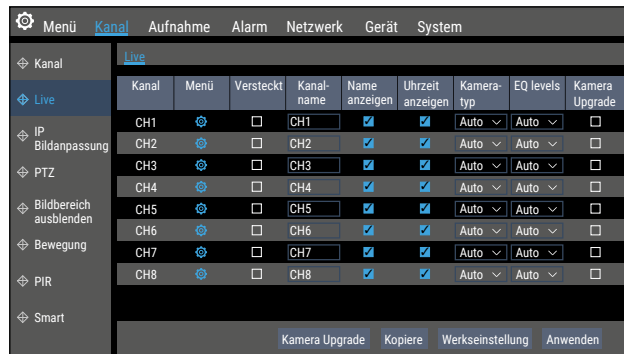 Menü Kanal Aufnahme Alarm Netzwerk Gerät System
Kanal
Live
IP
Bildanpassung
PTZ
Bildbereich
ausblenden
Bewegung
PIR
Smart
Live
Kanal Menü Versteckt Kanal-
name Name
anzeigen Uhrzeit
anzeigen Kamera-
typ EQ levels Kamera
Upgrade
CH1 CH1 Auto Auto
CH2 CH2 Auto Auto
CH3 CH3 Auto Auto
CH4 CH4 Auto Auto
CH5 CH5 Auto Auto
CH6 CH6 Auto Auto
CH7 CH7 Auto Auto
CH8 CH8 Auto Auto
Kamera Upgrade Kopiere Werkseinstellung Anwenden